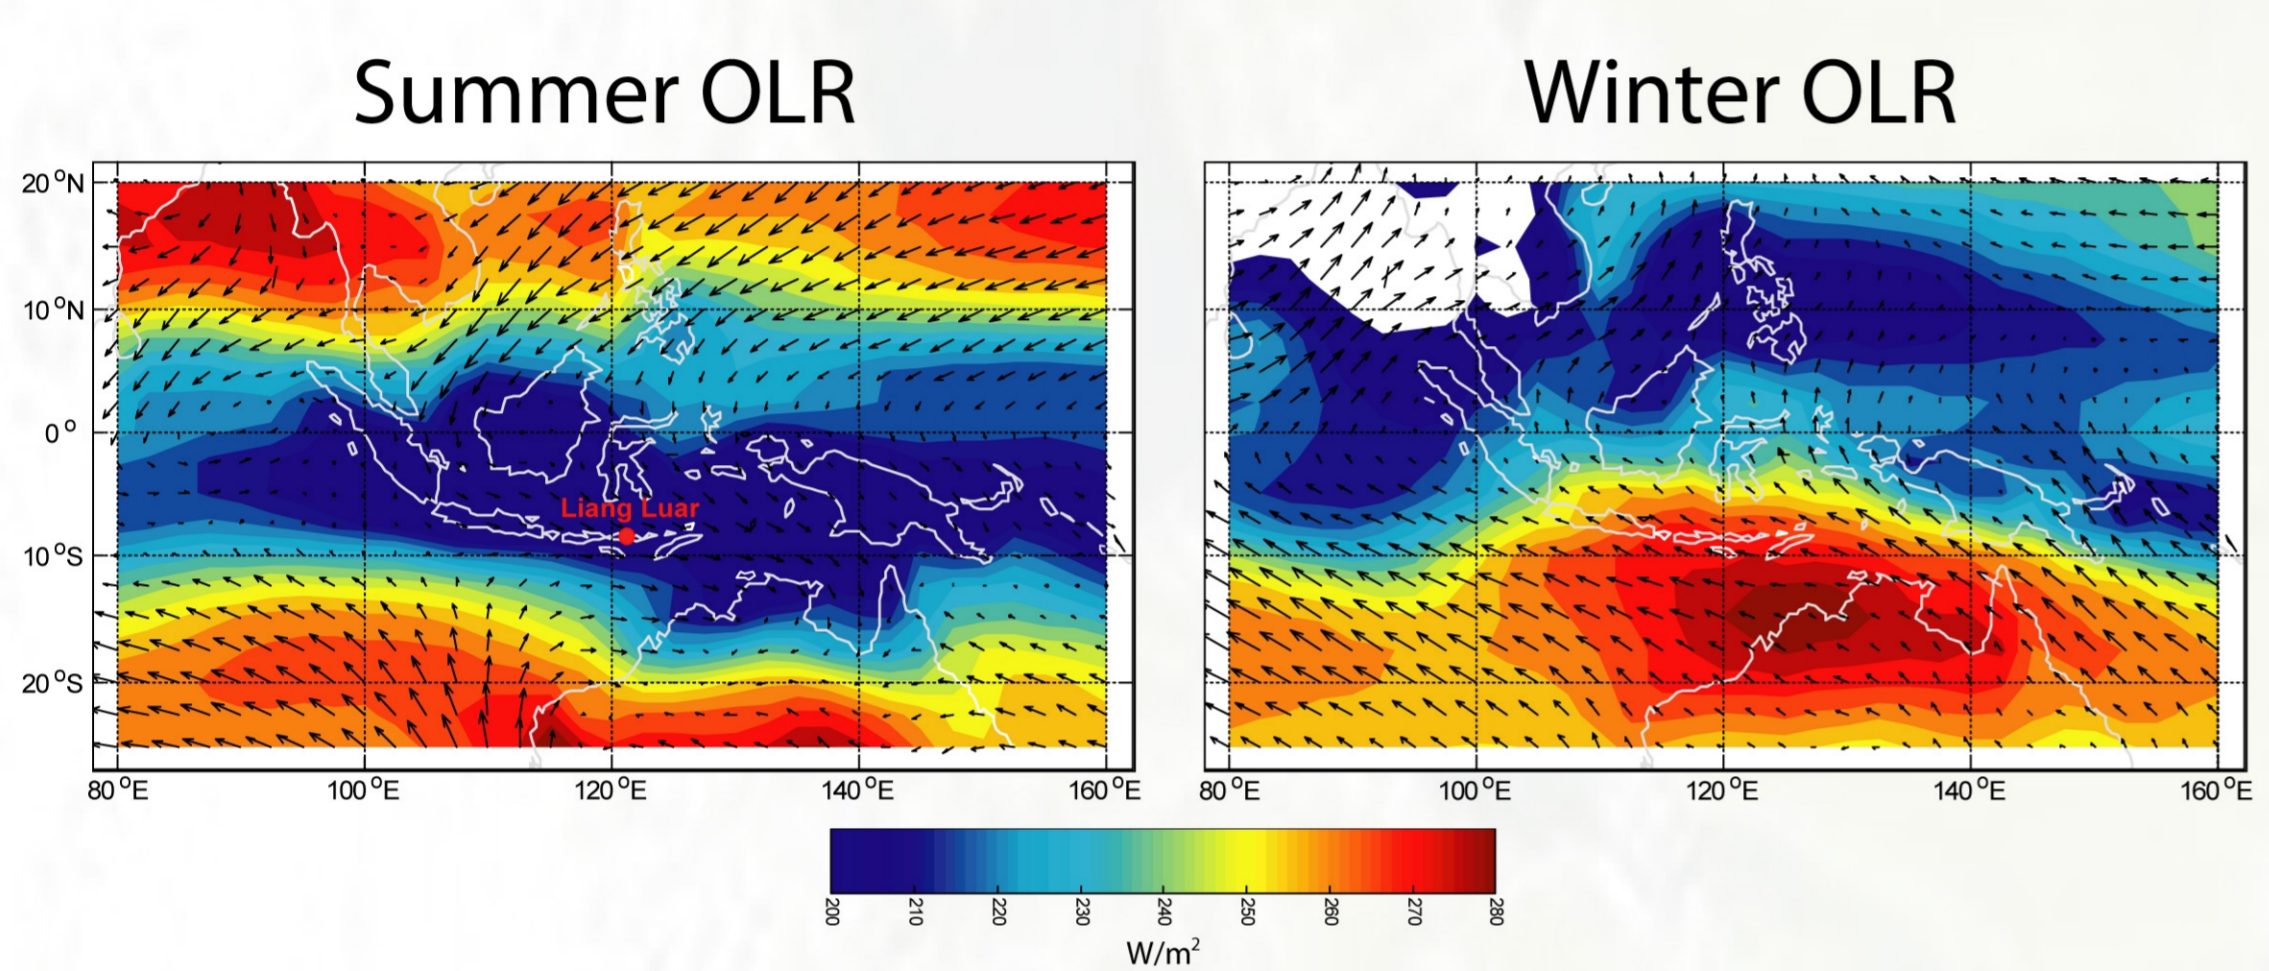 Summer OLR
Winter OLR
20 °N
10 °N
0 °
10 °S
20 °S
Liang Luar
80 °E
100 °E
120 °E
140 °E
160 °E
80 °E
100 °E
120 °E
140 °E
160 °E
200
210
220
230
240
250
260
270
280
W/m²